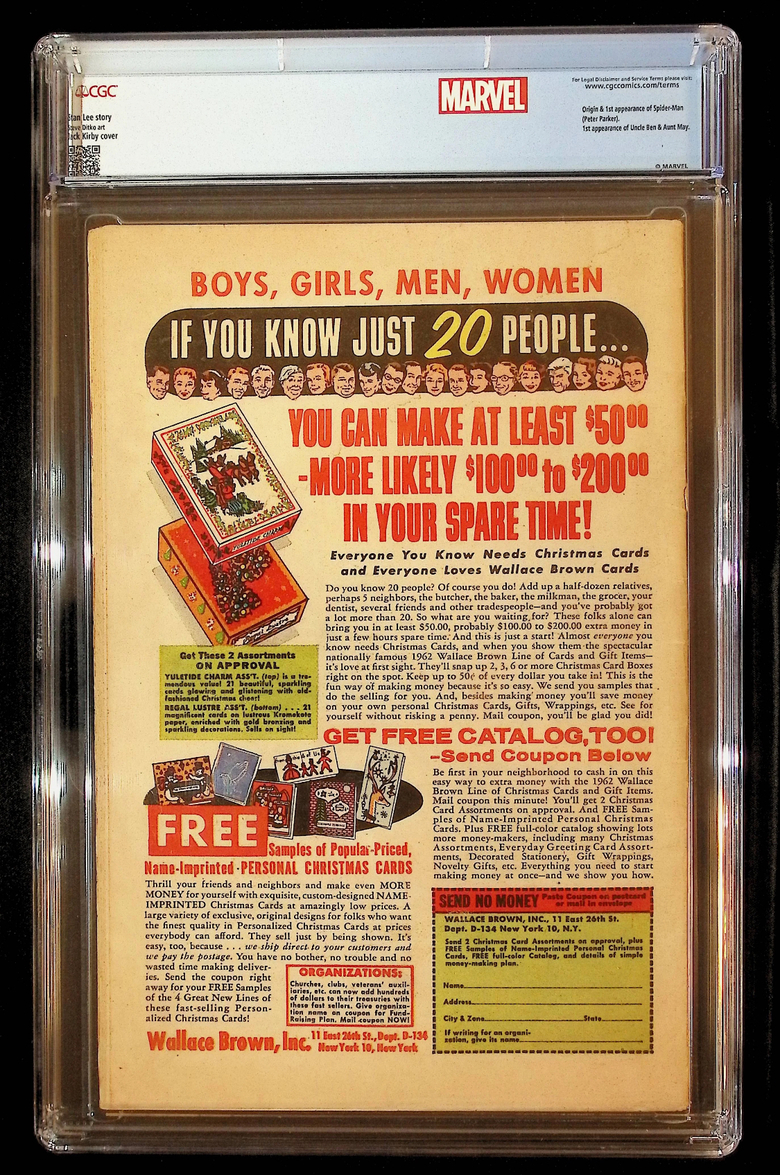 CGC
MARVEL
For Legal Disclaimer and Service Terms please visit:
www.cgccomics.com/terms
Stan Lee story
Steve Ditko art
Jack Kirby cover
Origin & 1st appearance of Spider-Man
(Peter Parker).
1st appearance of Uncle Ben & Aunt May.
© MARVEL
BOYS, GIRLS, MEN, WOMEN
IF YOU KNOW JUST 20 PEOPLE...
YOU CAN MAKE AT LEAST $5000
-MORE LIKELY $10000 to $20000
IN YOUR SPARE TIME!
Everyone You Know Needs Christmas Cards
and Everyone Loves Wallace Brown Cards
Do you know 20 people? Of course you do! Add up a half-dozen relatives,
perhaps 5 neighbors, the butcher, the baker, the milkman, the grocer, your
dentist, several friends and other tradespeople—and you've probably got
a lot more than 20. So what are you waiting for? These folks alone can
bring you in at least $50.00, probably $100.00 to $200.00 extra money in
just a few hours spare time. And this is just a start! Almost everyone you
know needs Christmas Cards, and when you show them the spectacular
nationally famous 1962 Wallace Brown Line of Cards and Gift Items—
it's love at first sight. They'll snap up 2, 3, 6 or more Christmas Card Boxes
right on the spot. Keep up to 50¢ of every dollar you take in! This is the
fun way of making money because it's so easy. We send you samples that
do the selling for you. And, besides making money you'll save money
on your own personal Christmas Cards, Gifts, Wrappings, etc. See for
yourself without risking a penny. Mail coupon, you'll be glad you did!
Get These 2 Assortments
ON APPROVAL
YULETIDE CHARM ASS'T. (top) is a tre-
mendous value! 21 beautiful, sparkling
cards glowing and glistening with old-
fashioned Christmas cheer!
REGAL LUSTRE ASS'T. (bottom) . . . 21
magnificent cards on lustrous Kromekote
paper, enriched with gold bronzing and
sparkling decorations. Sells on sight!
GET FREE CATALOG, TOO!
—Send Coupon Below
Be first in your neighborhood to cash in on this
easy way to extra money with the 1962 Wallace
Brown Line of Christmas Cards and Gift Items.
Mail coupon this minute! You'll get 2 Christmas
Card Assortments on approval. And FREE Sam-
ples of Name-Imprinted Personal Christmas
Cards. Plus FREE full-color catalog showing lots
more money-makers, including many Christmas
Assortments, Everyday Greeting Card Assort-
ments, Decorated Stationery, Gift Wrappings,
Novelty Gifts, etc. Everything you need to start
making money at once—and we show you how.
FREE
Samples of Popular-Priced,
Name-Imprinted PERSONAL CHRISTMAS CARDS
Thrill your friends and neighbors and make even MORE
MONEY for yourself with exquisite, custom-designed NAME-
IMPRINTED Christmas Cards at amazingly low prices. A
large variety of exclusive, original designs for folks who want
the finest quality in Personalized Christmas Cards at prices
everybody can afford. They sell just by being shown. It's
easy, too, because . . . we ship direct to your customers and
we pay the postage. You have no bother, no trouble and no
wasted time making deliver-
ies. Send the coupon right
away for your FREE Samples
of the 4 Great New Lines of
these fast-selling Person-
alized Christmas Cards!
ORGANIZATIONS:
Churches, clubs, veterans' auxil-
iaries, etc. can now add hundreds
of dollars to their treasuries with
these fast sellers. Give organiza-
tion name on coupon for Fund-
Raising Plan. Mail coupon NOW!
Wallace Brown, Inc. 11 East 26th St., Dept. D-134
New York 10, New York
SEND NO MONEY Paste Coupon on postcard
or mail in envelope
WALLACE BROWN, INC., 11 East 26th St.
Dept. D-134 New York 10, N.Y.
Send 2 Christmas Card Assortments on approval, plus
FREE Samples of Name-Imprinted Personal Christmas
Cards, FREE full-color Catalog, and details of simple
money-making plan.
Name
Address
City & Zone State
If writing for an organi-
zation, give its name